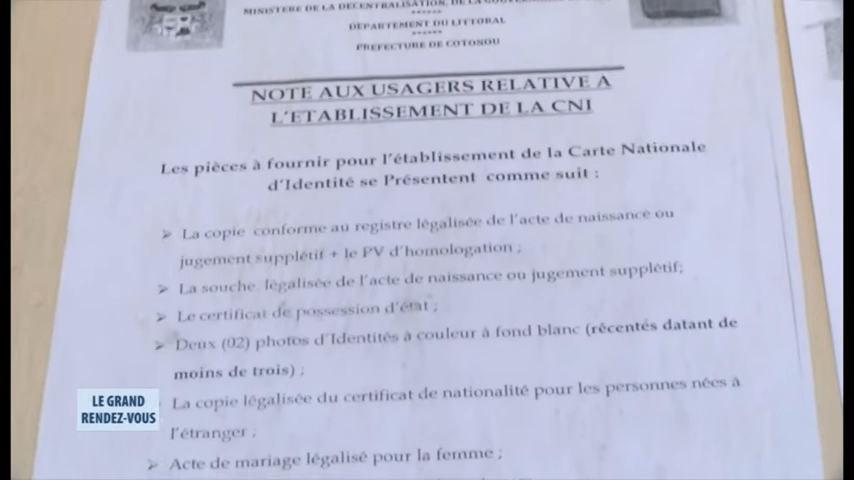 MINISTERE DE LA DECENTRALISATION, DE LA
DEPARTEMENT DU LITTORAL
PREFECTURE DE COTONOU
NOTE AUX USAGERS RELATIVE A
L'ETABLISSEMENT DE LA CNI
Les pièces à fournir pour l'établissement de la Carte Nationale
d'Identité se Présentent comme suit :
➢ La copie conforme au registre légalisée de l'acte de naissance ou
jugement supplétif + le PV d'homologation ;
➢ La souche légalisée de l'acte de naissance ou jugement supplétif;
➢ Le certificat de possession d'état ;
➢ Deux (02) photos d'Identités à couleur à fond blanc (récentés datant de
moins de trois) ;
La copie légalisée du certificat de nationalité pour les personnes nées à
l'étranger ;
➢ Acte de mariage légalisé pour la femme ;
LE GRAND
RENDEZ-VOUS